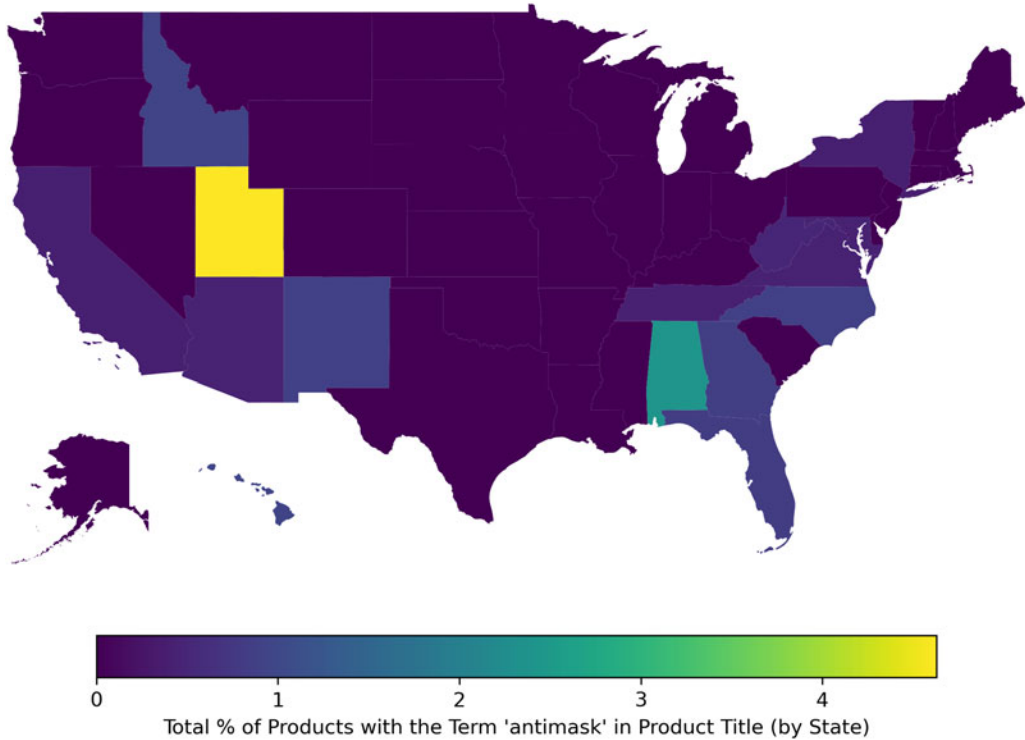 0 1 2 3 4
Total % of Products with the Term 'antimask' in Product Title (by State)